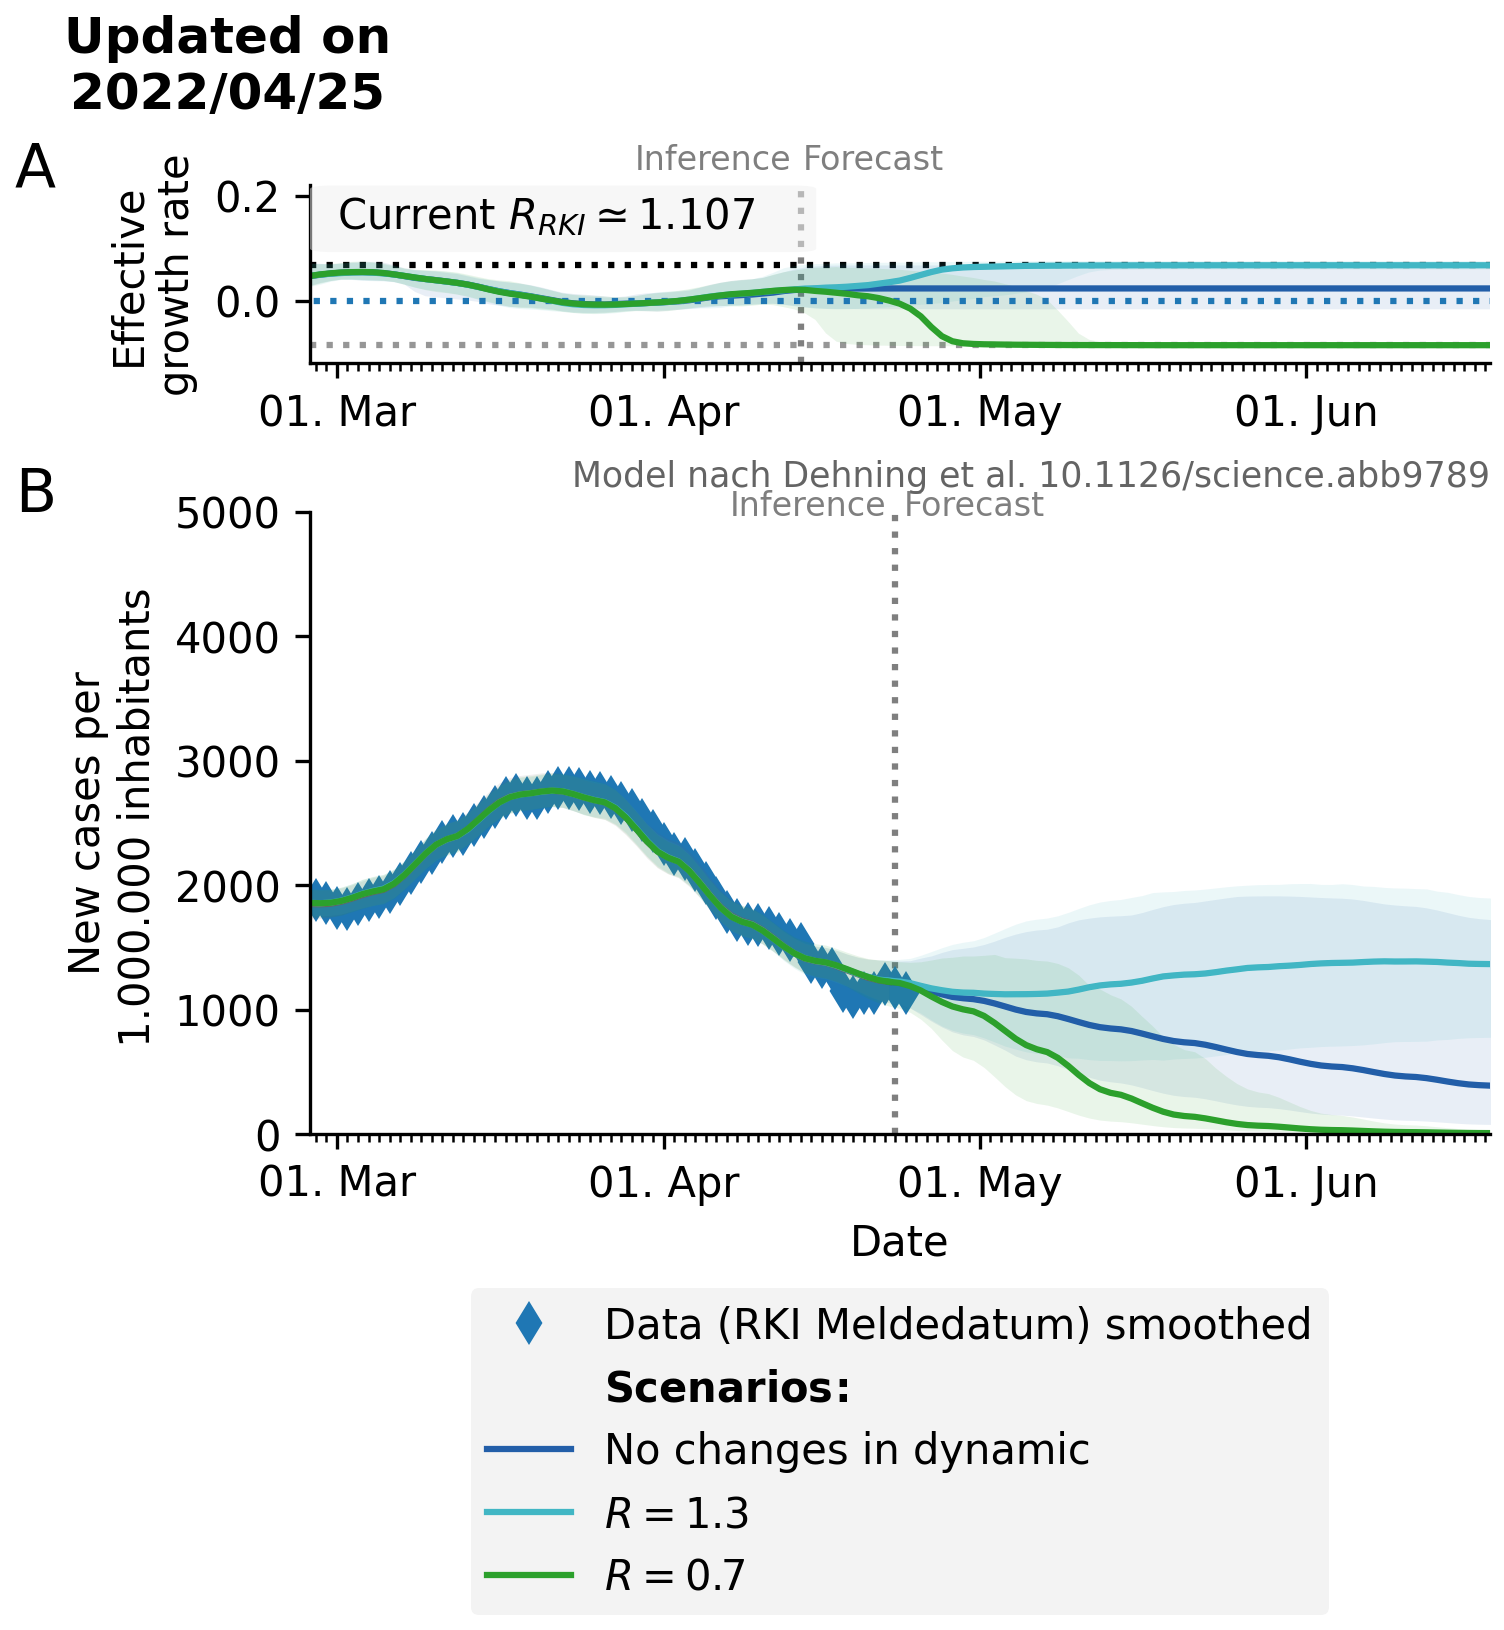 Updated on
2022/04/25
A
Inference Forecast
Effective
growth rate
0.2
0.0
Current R_RKI ≃ 1.107
01. Mar 01. Apr 01. May 01. Jun
B
Model nach Dehning et al. 10.1126/science.abb9789
Inference Forecast
New cases per
1.000.000 inhabitants
5000
4000
3000
2000
1000
0
01. Mar 01. Apr 01. May 01. Jun
Date
Data (RKI Meldedatum) smoothed
Scenarios:
No changes in dynamic
R = 1.3
R = 0.7